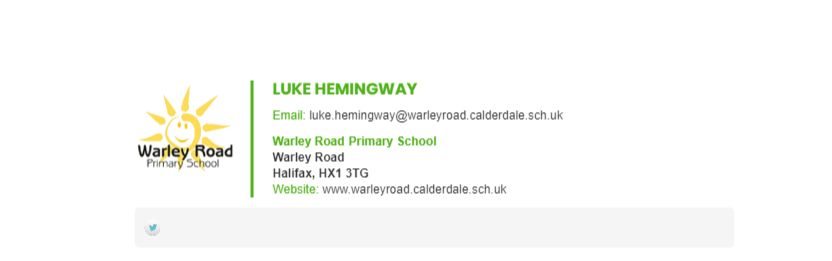 Warley Road
Primary School
LUKE HEMINGWAY
Email: luke.hemingway@warleyroad.calderdale.sch.uk
Warley Road Primary School
Warley Road
Halifax, HX1 3TG
Website: www.warleyroad.calderdale.sch.uk